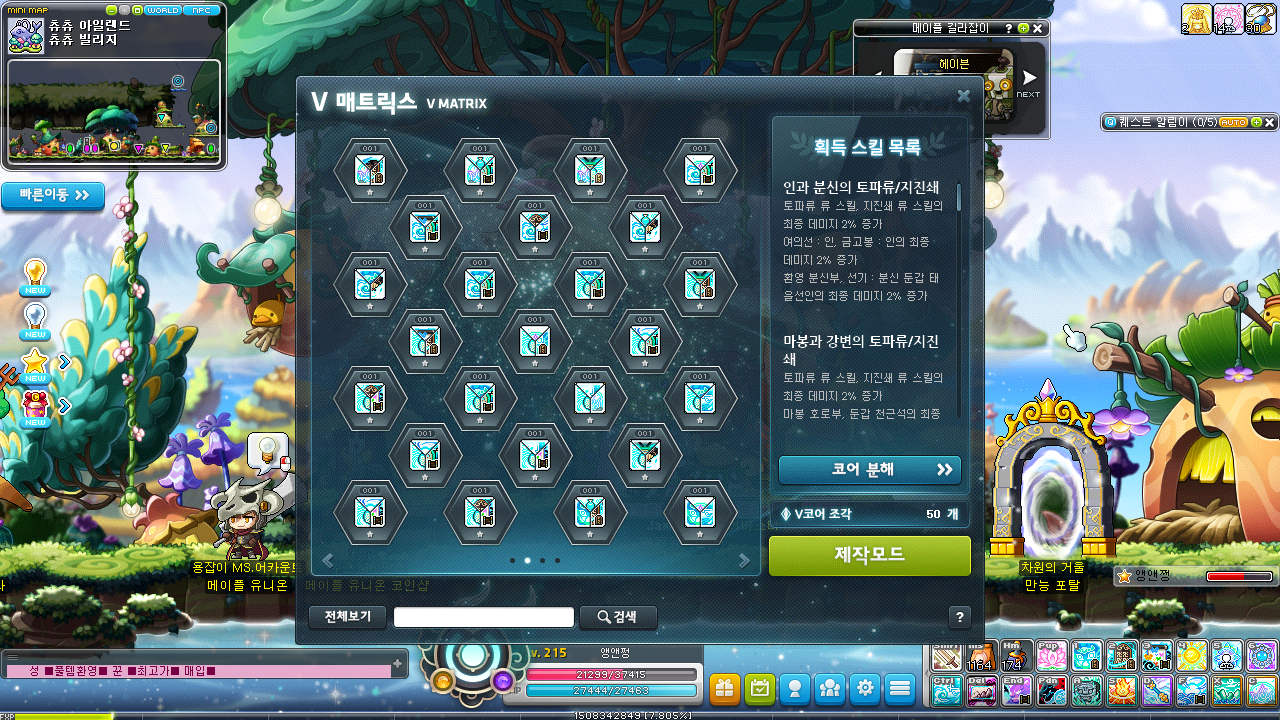 MINI MAP
WORLD
NPC
츄츄 아일랜드
츄츄 빌리지
빠른이동
NEW
NEW
NEW
NEW
메이플 길라잡이
헤이븐
NEXT
퀘스트 알림이 (0/5) AUTO
V 매트릭스 V MATRIX
001 001 001 001
001 001 001
001 001 001 001
001 001 001
001 001 001 001
001 001 001
001 001 001 001
획득 스킬 목록
인과 분신의 토파류/지진쇄
토파류 류 스킬, 지진쇄 류 스킬의
최종 데미지 2% 증가
여의선 : 인, 금고봉 : 인의 최종
데미지 2% 증가
환영 분신부, 선기 : 분신 둔갑 태
을선인의 최종 데미지 2% 증가
마봉과 강변의 토파류/지진
쇄
토파류 류 스킬, 지진쇄 류 스킬의
최종 데미지 2% 증가
마봉 호로부, 둔갑 천근석의 최종
코어 분해
V코어 조각 50 개
제작모드
전체보기
검색
?
용잡이 MS.어카운트
메이플 유니온
메이플 유니온 코인샵
차원의 거울
만능 포탈
앵앤쩡
성 ■풀템환영■ 꾼 ■최고가■ 매입■
Lv. 215 앵앤쩡
21299/37415
27444/27463
EXP 1508342849 [7.805%]
1164
174
Hm
Pup
Ctrl
Del
End
Pdn